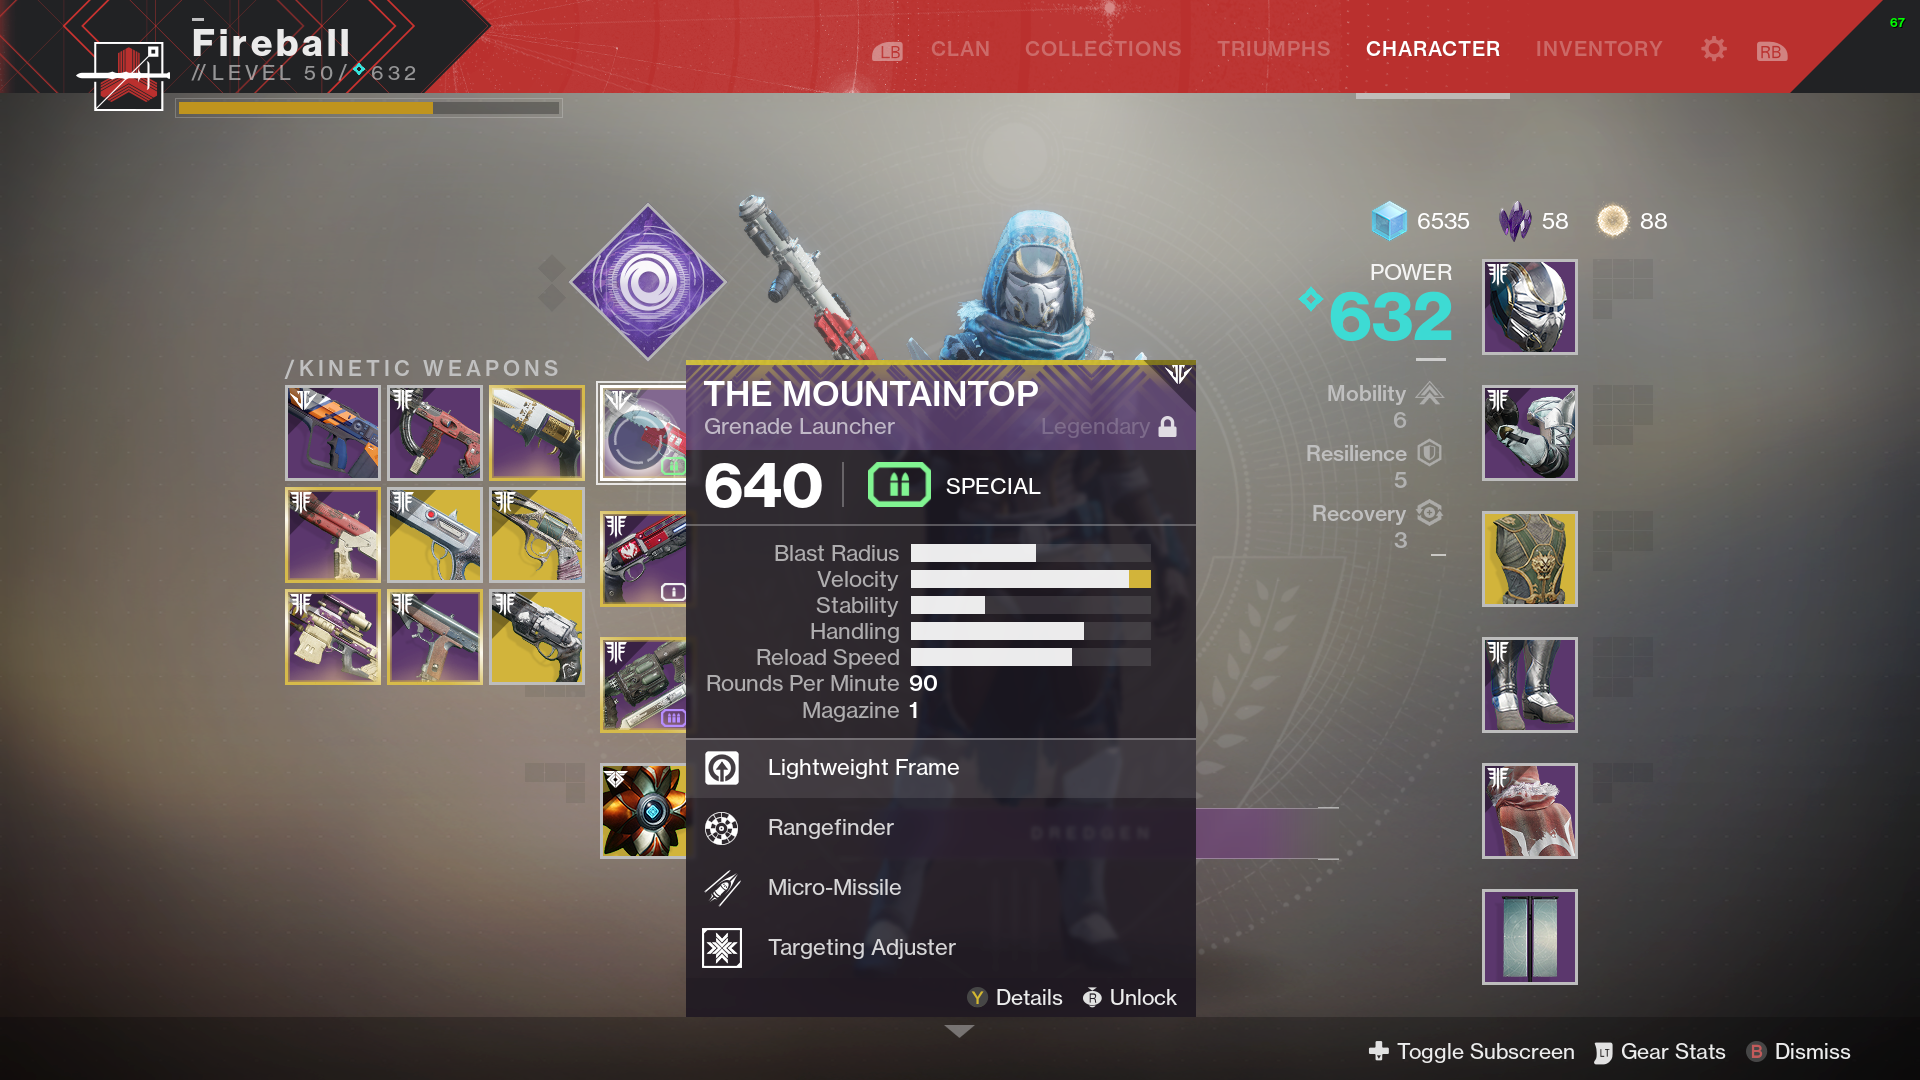 Fireball
// LEVEL 50 / 632
LB CLAN COLLECTIONS TRIUMPHS CHARACTER INVENTORY RB
67
6535 58 88
POWER
632
Mobility
6
Resilience
5
Recovery
3
/KINETIC WEAPONS
THE MOUNTAINTOP
Grenade Launcher Legendary
640 SPECIAL
Blast Radius
Velocity
Stability
Handling
Reload Speed
Rounds Per Minute 90
Magazine 1
Lightweight Frame
Rangefinder
DREDGEN
Micro-Missile
Targeting Adjuster
Y Details R Unlock
Toggle Subscreen LT Gear Stats B Dismiss